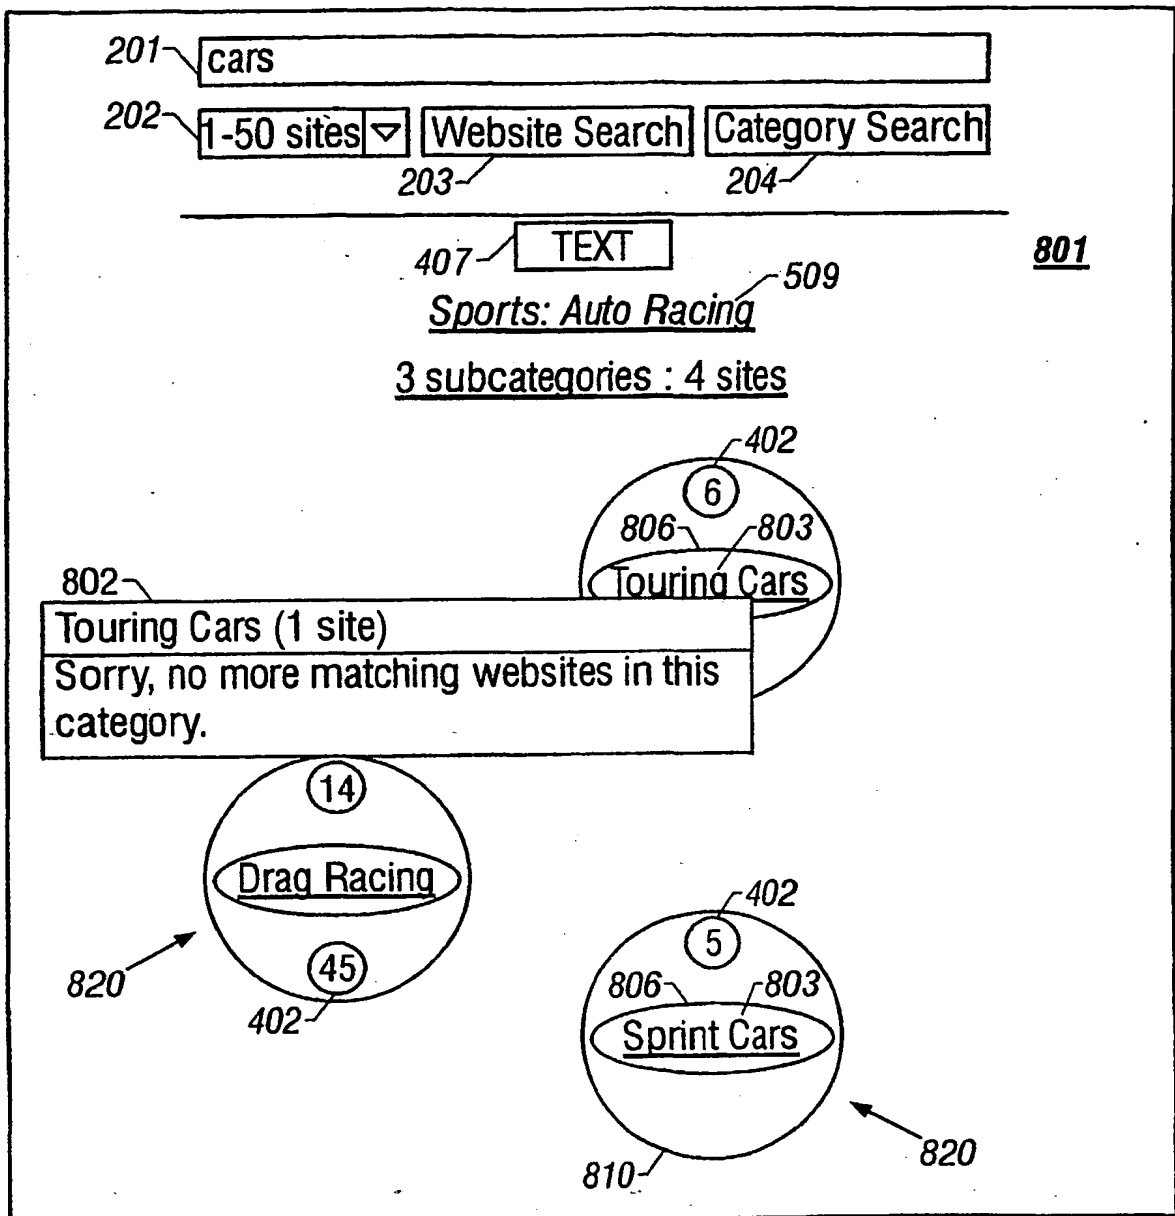 201 cars
202 1-50 sites Website Search Category Search
203 204
407 TEXT 801
509
Sports: Auto Racing
3 subcategories : 4 sites
402
6
806 803
Touring Cars
802
Touring Cars (1 site)
Sorry, no more matching websites in this
category.
14
Drag Racing
402
5
820 45 806 803
402
Sprint Cars
810 820